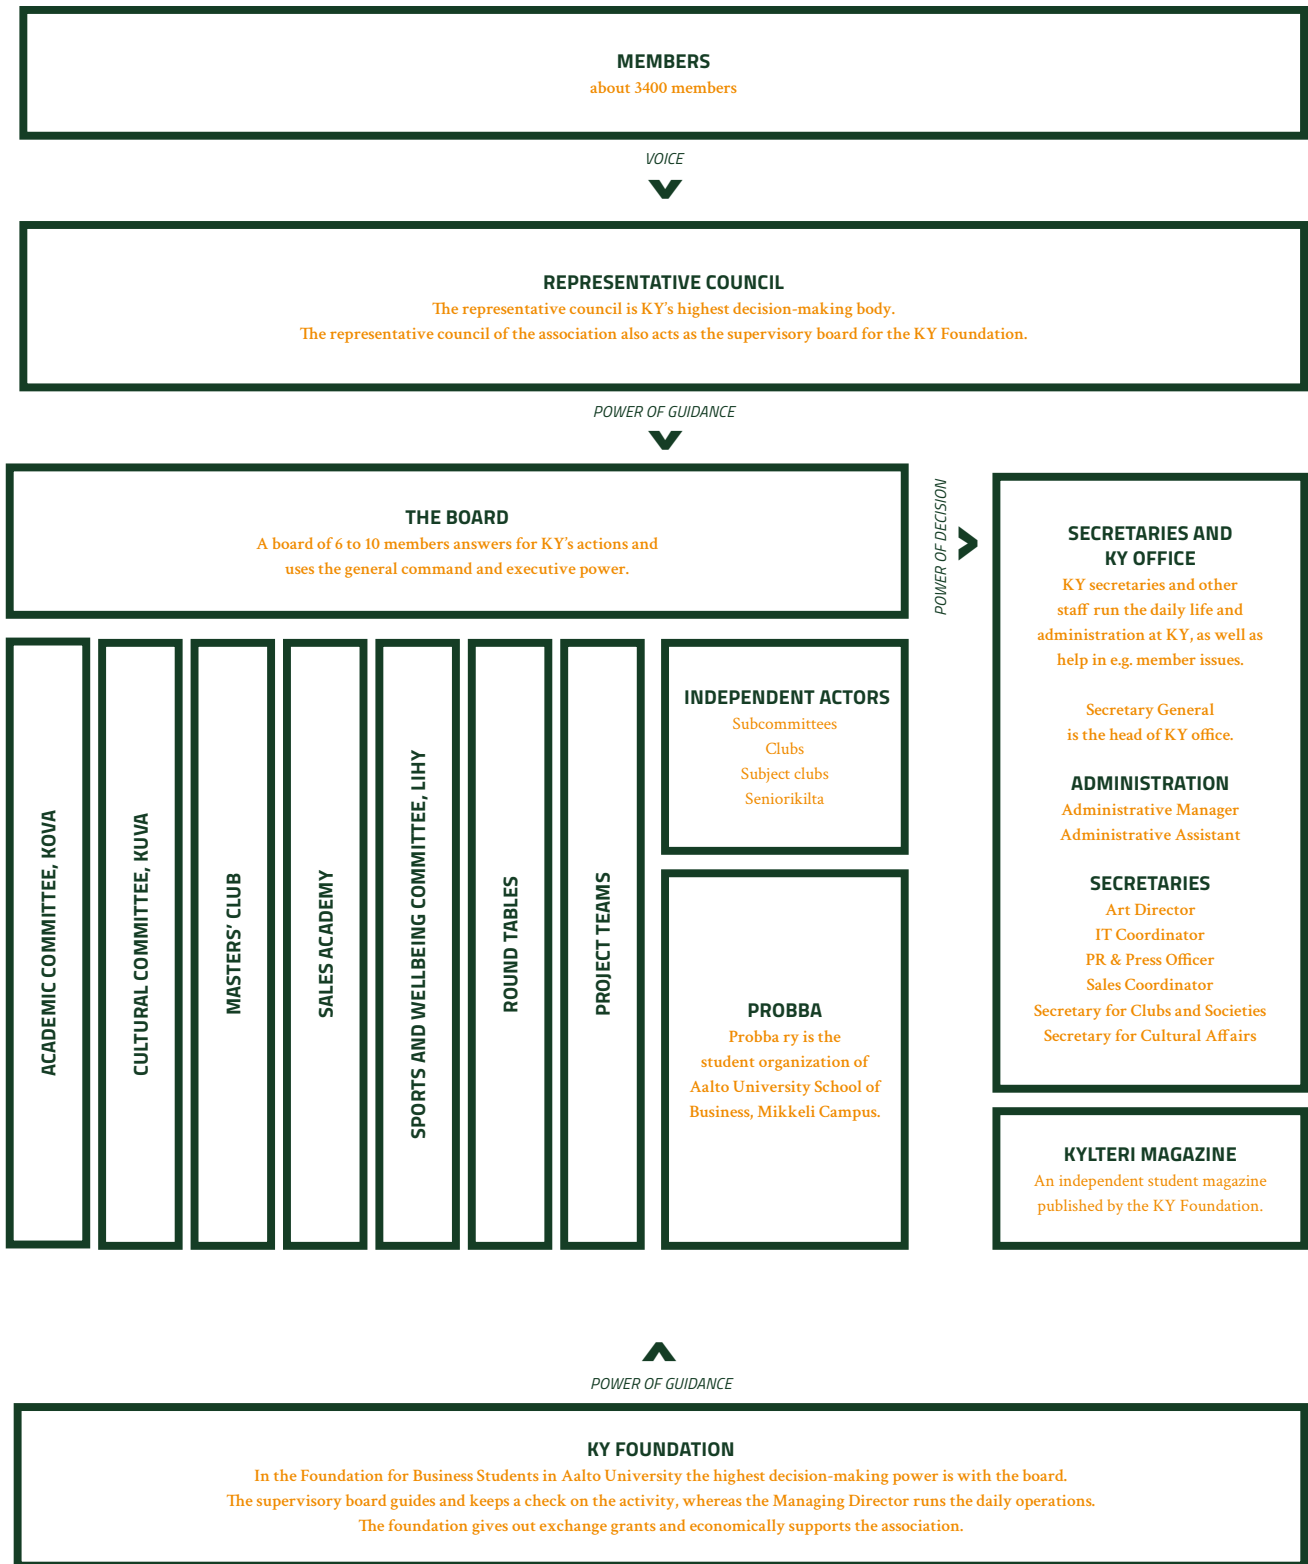 MEMBERS
about 3400 members
VOICE
REPRESENTATIVE COUNCIL
The representative council is KY's highest decision-making body.
The representative council of the association also acts as the supervisory board for the KY Foundation.
POWER OF GUIDANCE
THE BOARD
A board of 6 to 10 members answers for KY's actions and
uses the general command and executive power.
POWER OF DECISION
SECRETARIES AND
KY OFFICE
KY secretaries and other
staff run the daily life and
administration at KY, as well as
help in e.g. member issues.
Secretary General
is the head of KY office.
ADMINISTRATION
Administrative Manager
Administrative Assistant
SECRETARIES
Art Director
IT Coordinator
PR & Press Officer
Sales Coordinator
Secretary for Clubs and Societies
Secretary for Cultural Affairs
ACADEMIC COMMITTEE, KOVA
CULTURAL COMMITTEE, KUVA
MASTERS' CLUB
SALES ACADEMY
SPORTS AND WELLBEING COMMITTEE, LIHY
ROUND TABLES
PROJECT TEAMS
INDEPENDENT ACTORS
Subcommittees
Clubs
Subject clubs
Seniorikilta
PROBBA
Probba ry is the
student organization of
Aalto University School of
Business, Mikkeli Campus.
KYLTERI MAGAZINE
An independent student magazine
published by the KY Foundation.
POWER OF GUIDANCE
KY FOUNDATION
In the Foundation for Business Students in Aalto University the highest decision-making power is with the board.
The supervisory board guides and keeps a check on the activity, whereas the Managing Director runs the daily operations.
The foundation gives out exchange grants and economically supports the association.